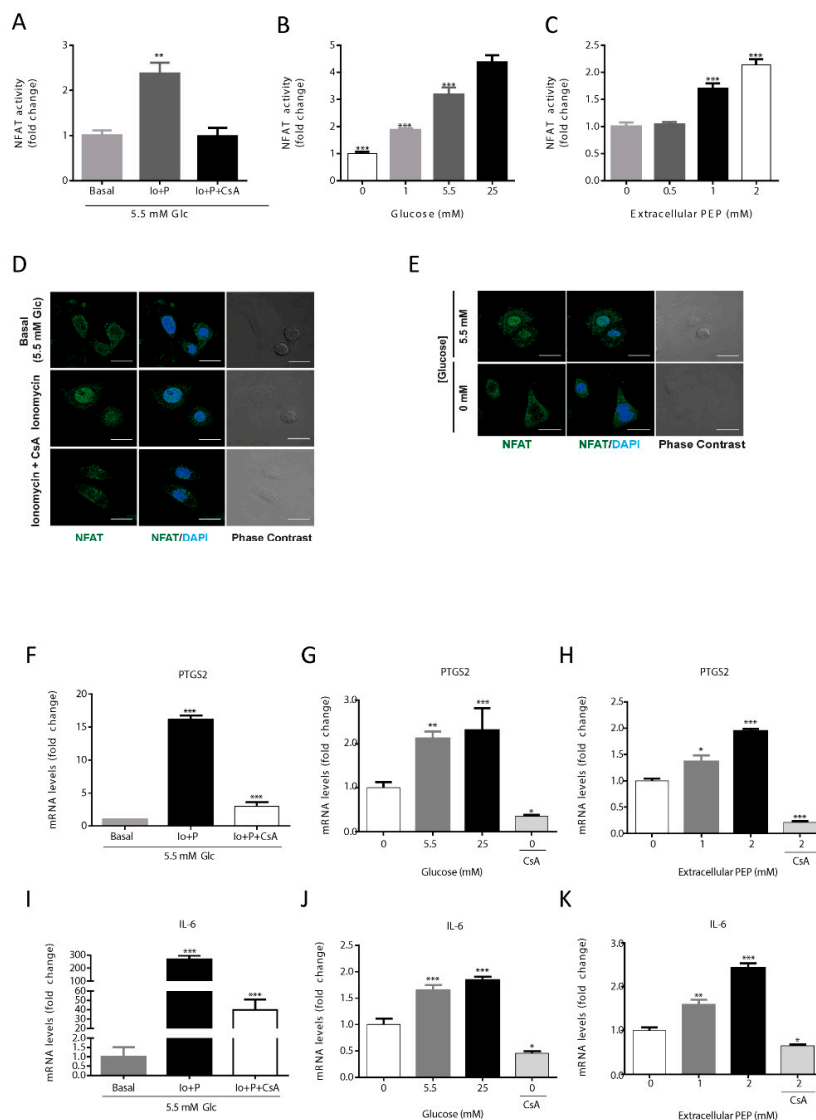 A
NFAT activity
(fold change)
3
2
1
0
**
Basal
Io+P
Io+P+CsA
5.5 mM Glc
B
NFAT activity
(fold change)
5
4
3
2
1
0
***
***
***
0
1
5.5
25
Glucose (mM)
C
NFAT activity
(fold change)
2.5
2.0
1.5
1.0
0.5
0.0
***
***
0
0.5
1
2
Extracellular PEP (mM)
D
Basal
(5.5 mM Glc)
Ionomycin
Ionomycin + CsA
NFAT
NFAT/DAPI
Phase Contrast
E
[Glucose]
5.5 mM
0 mM
NFAT
NFAT/DAPI
Phase Contrast
F
PTGS2
mRNA levels (fold change)
20
15
10
5
0
***
***
Basal
Io+P
Io+P+CsA
5.5 mM Glc
G
PTGS2
mRNA levels (fold change)
3.0
2.0
1.0
0.0
**
***
*
0
5.5
25
0
CsA
Glucose (mM)
H
PTGS2
mRNA levels (fold change)
2.5
2.0
1.5
1.0
0.5
0.0
*
***
***
0
1
2
2
CsA
Extracellular PEP (mM)
I
IL-6
mRNA levels (fold change)
300
200
100
60
40
20
2.0
1.0
0.0
***
***
Basal
Io+P
Io+P+CsA
5.5 mM Glc
J
IL-6
mRNA levels (fold change)
2.5
2.0
1.5
1.0
0.5
0.0
***
***
*
0
5.5
25
0
CsA
Glucose (mM)
K
IL-6
mRNA levels (fold change)
3.0
2.0
1.0
0.0
**
***
*
0
1
2
2
CsA
Extracellular PEP (mM)